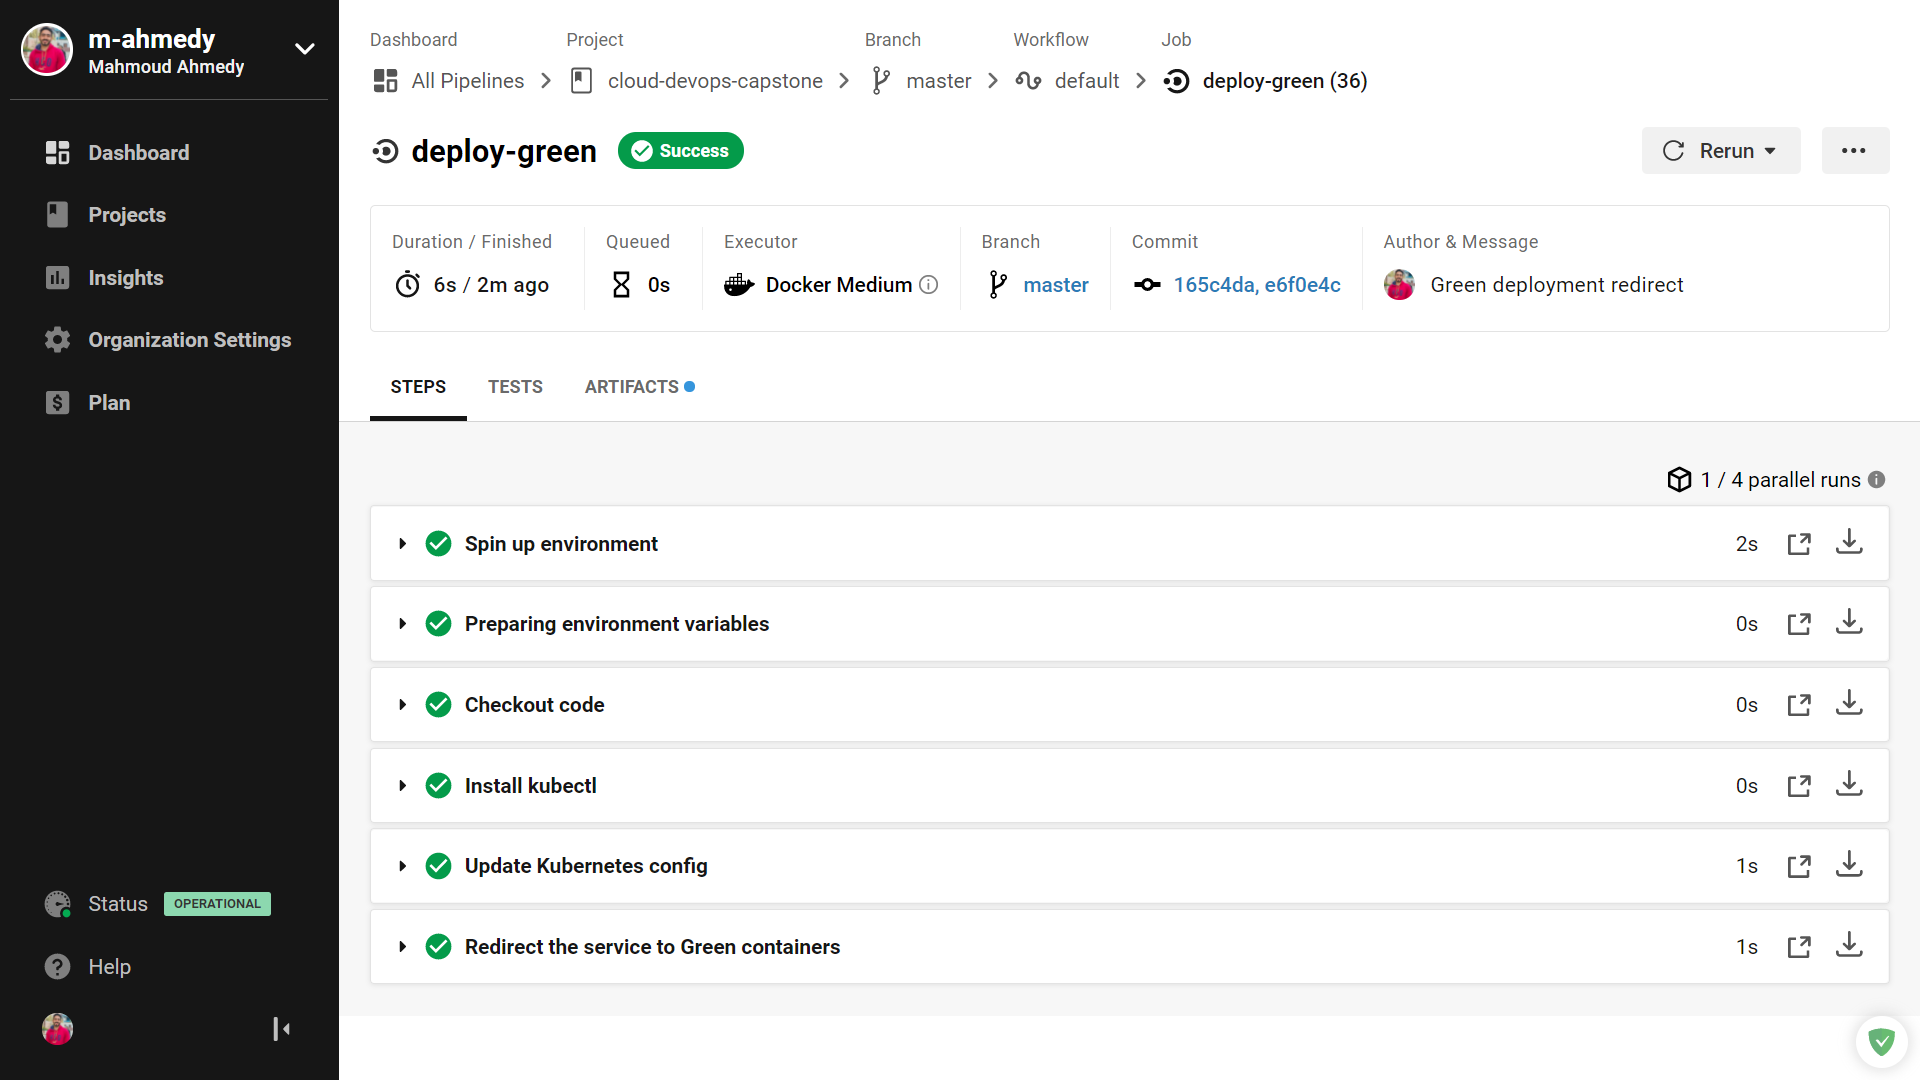 m-ahmedy
Mahmoud Ahmedy
Dashboard
Projects
Insights
Organization Settings
Plan
Status OPERATIONAL
Help
Dashboard Project Branch Workflow Job
All Pipelines cloud-devops-capstone master default deploy-green (36)
deploy-green Success
Rerun
Duration / Finished Queued Executor Branch Commit Author & Message
6s / 2m ago 0s Docker Medium master 165c4da, e6f0e4c Green deployment redirect
STEPS TESTS ARTIFACTS
1 / 4 parallel runs
Spin up environment 2s
Preparing environment variables 0s
Checkout code 0s
Install kubectl 0s
Update Kubernetes config 1s
Redirect the service to Green containers 1s